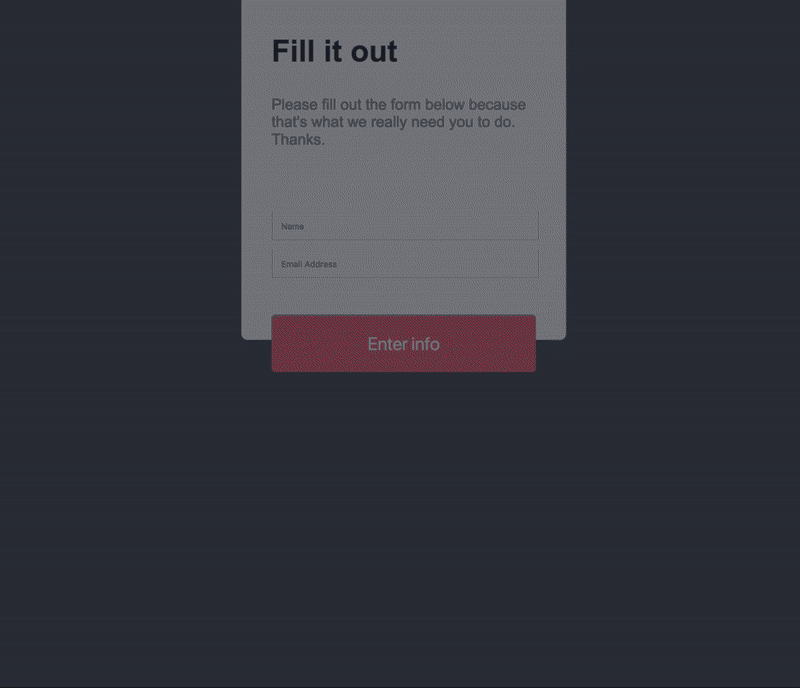 Fill it out
Please fill out the form below because
that's what we really need you to do.
Thanks.
Name
Email Address
Enter info